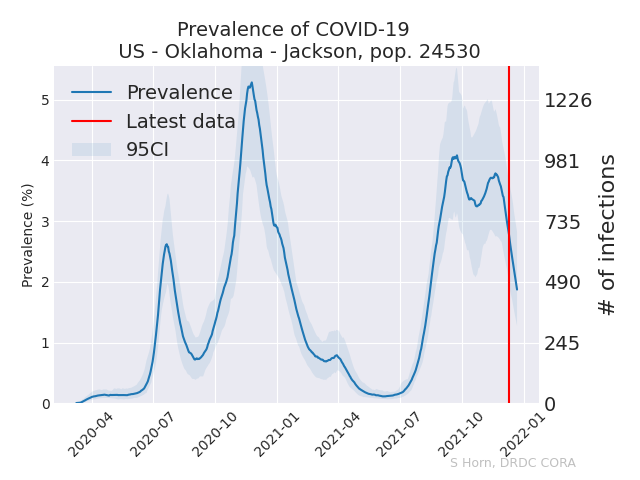 Prevalence of COVID-19
US - Oklahoma - Jackson, pop. 24530
Prevalence
Latest data
95CI
Prevalence (%)
5
4
3
2
1
0
1226
981
735
490
245
0
# of infections
2020-04
2020-07
2020-10
2021-01
2021-04
2021-07
2021-10
2022-01
S Horn, DRDC CORA